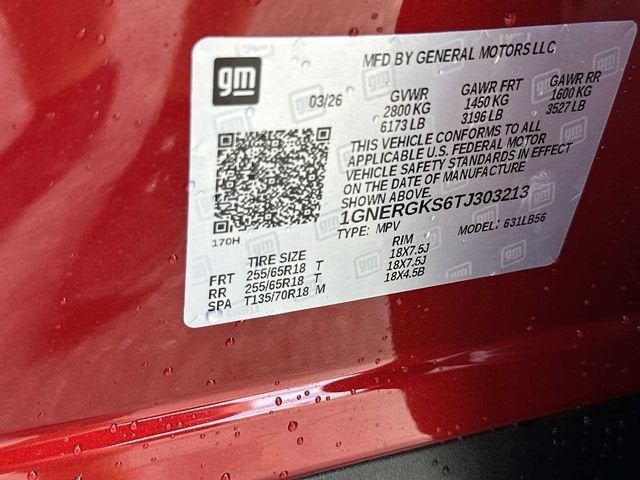 gm
MFD BY GENERAL MOTORS LLC
03/26 GVWR GAWR FRT GAWR RR
2800 KG 1450 KG 1600 KG
6173 LB 3196 LB 3527 LB
THIS VEHICLE CONFORMS TO ALL
APPLICABLE U.S. FEDERAL MOTOR
VEHICLE SAFETY STANDARDS IN EFFECT
ON THE DATE OF MANUFACTURE
SHOWN ABOVE.
1GNERGKS6TJ303213
170H
TYPE: MPV MODEL: 631LB56
TIRE SIZE RIM
FRT 255/65R18 T 18X7.5J
RR 255/65R18 T 18X7.5J
SPA T135/70R18 M 18X4.5B